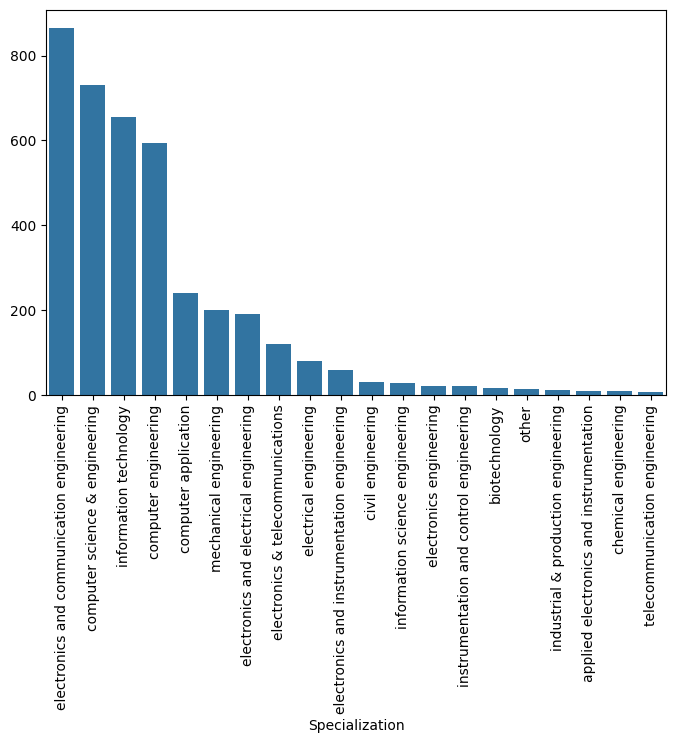 800
600
400
200
0
electronics and communication engineering
computer science & engineering
information technology
computer engineering
computer application
mechanical engineering
electronics and electrical engineering
electronics & telecommunications
electrical engineering
electronics and instrumentation engineering
civil engineering
information science engineering
electronics engineering
instrumentation and control engineering
biotechnology
other
industrial & production engineering
applied electronics and instrumentation
chemical engineering
telecommunication engineering
Specialization